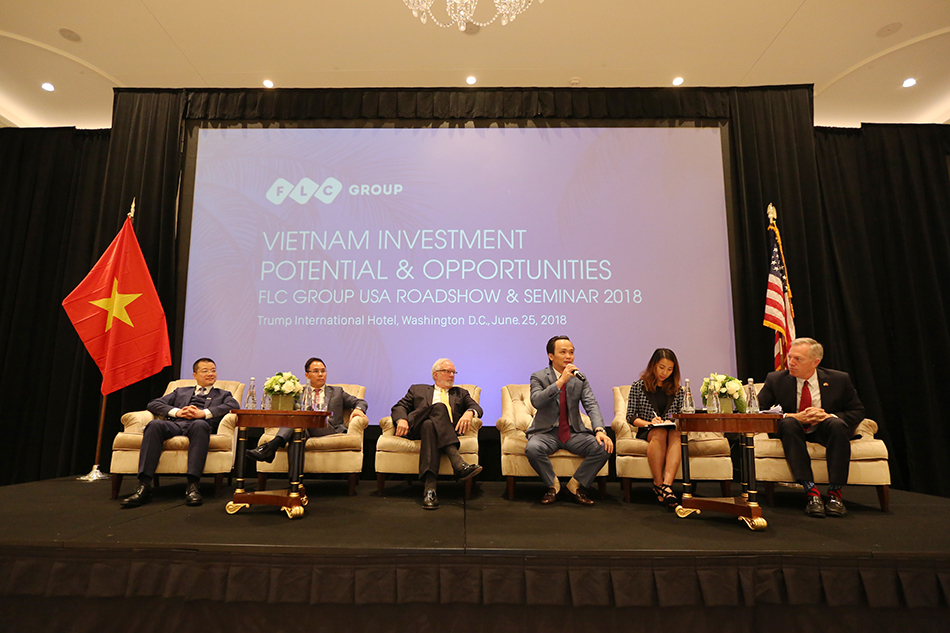 FLC GROUP
VIETNAM INVESTMENT
POTENTIAL & OPPORTUNITIES
FLC GROUP USA ROADSHOW & SEMINAR 2018
Trump International Hotel, Washington D.C., June.25, 2018